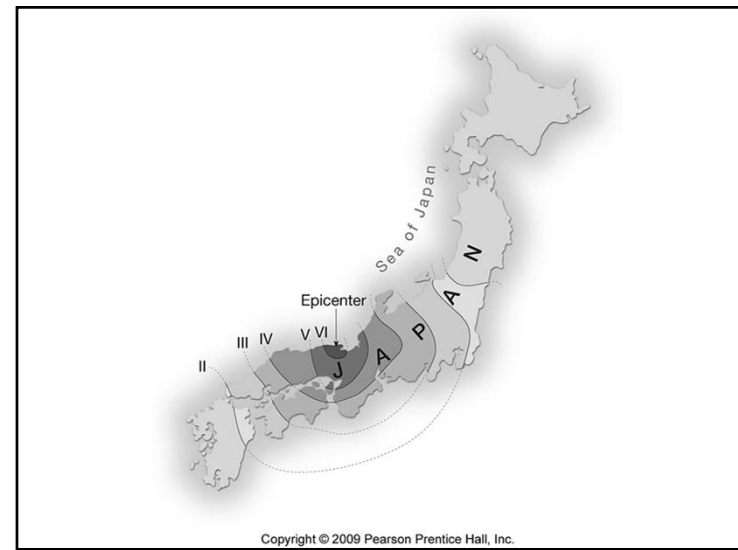 N
Sea of Japan
A
Epicenter
P
III IV V VI
A
J
II
Copyright © 2009 Pearson Prentice Hall, Inc.